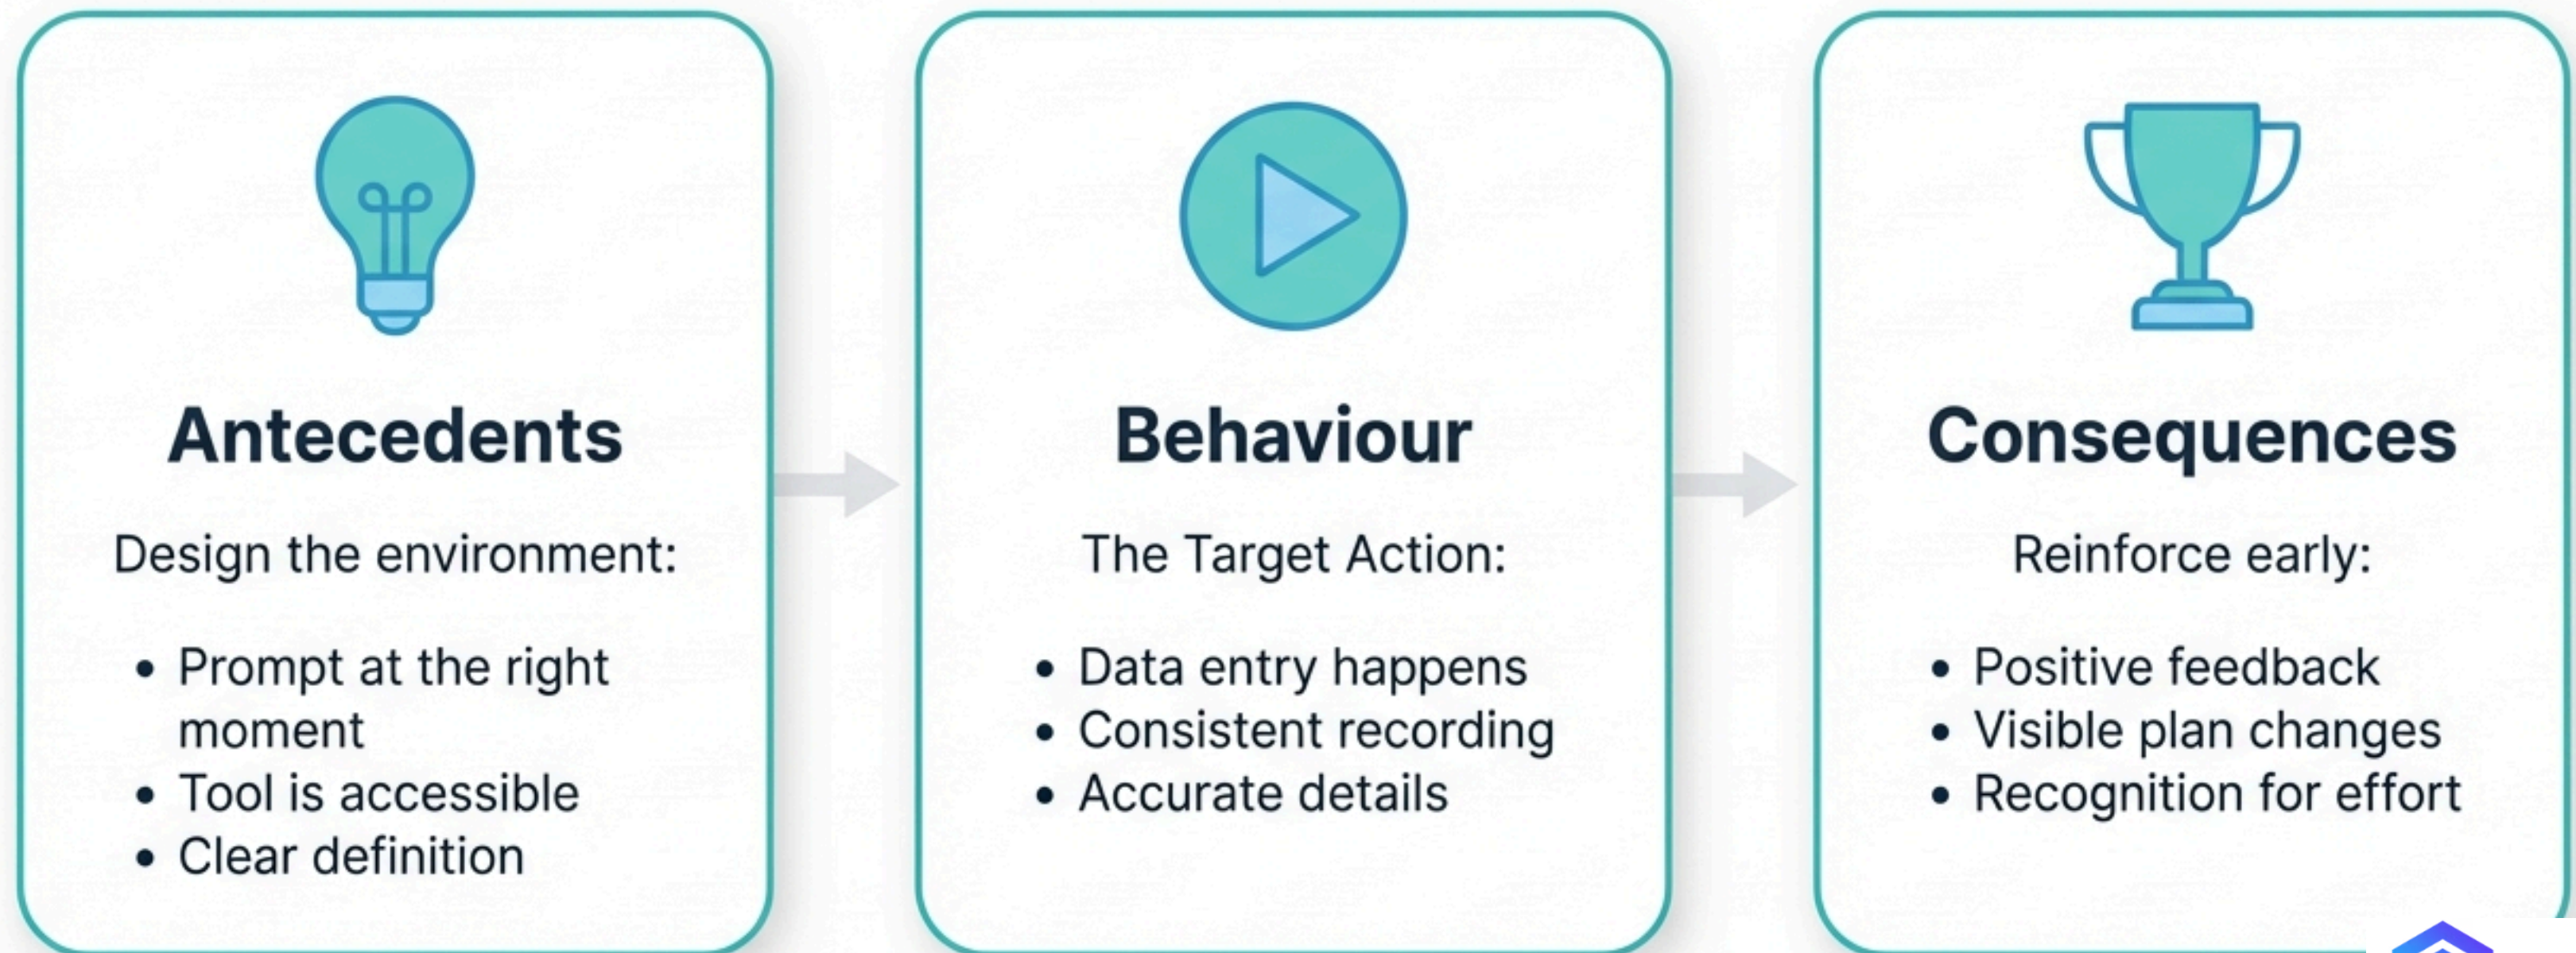 Antecedents
Design the environment:
• Prompt at the right
moment
• Tool is accessible
• Clear definition
Behaviour
The Target Action:
• Data entry happens
• Consistent recording
• Accurate details
Consequences
Reinforce early:
• Positive feedback
• Visible plan changes
• Recognition for effort